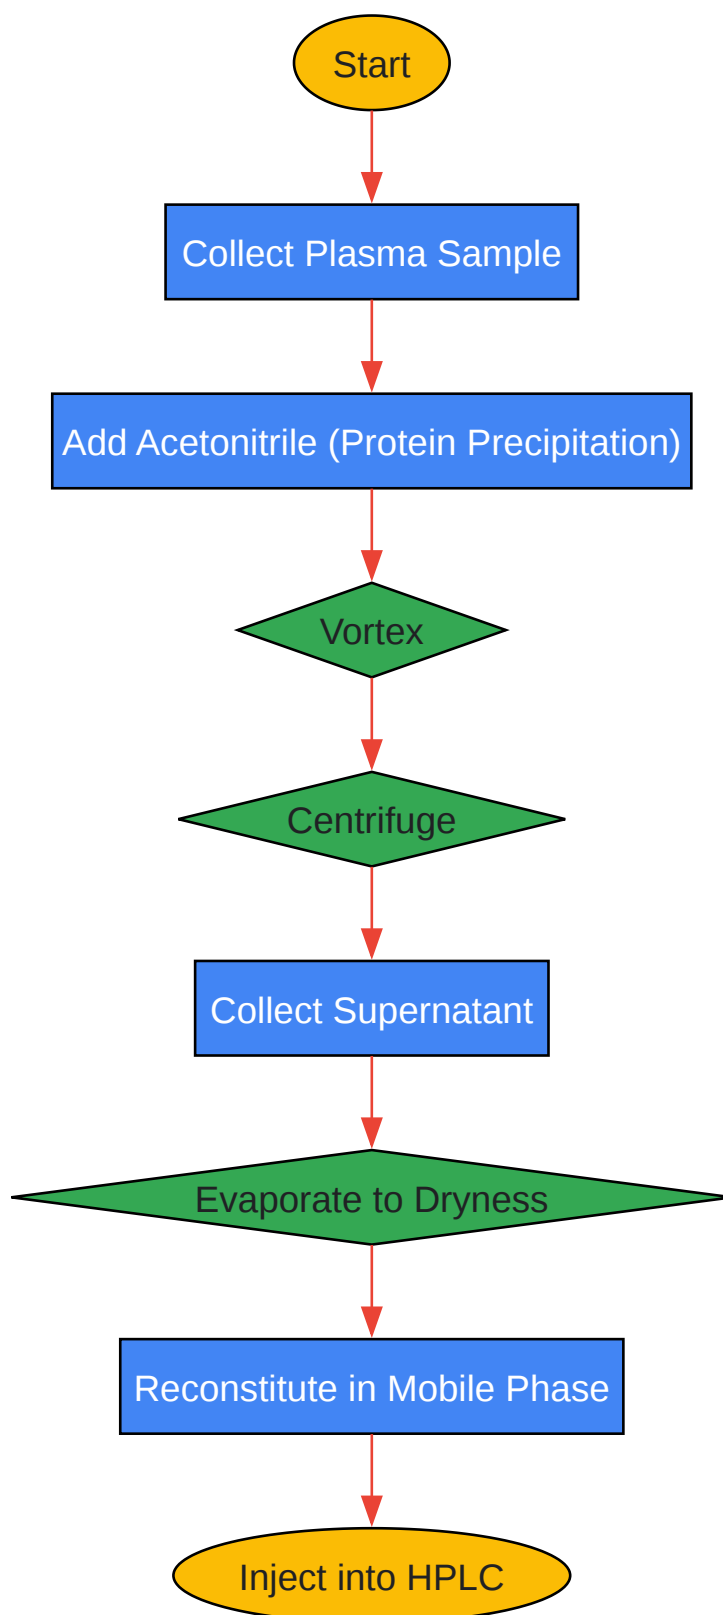 Start
Collect Plasma Sample
Add Acetonitrile (Protein Precipitation)
Vortex
Centrifuge
Collect Supernatant
Evaporate to Dryness
Reconstitute in Mobile Phase
Inject into HPLC